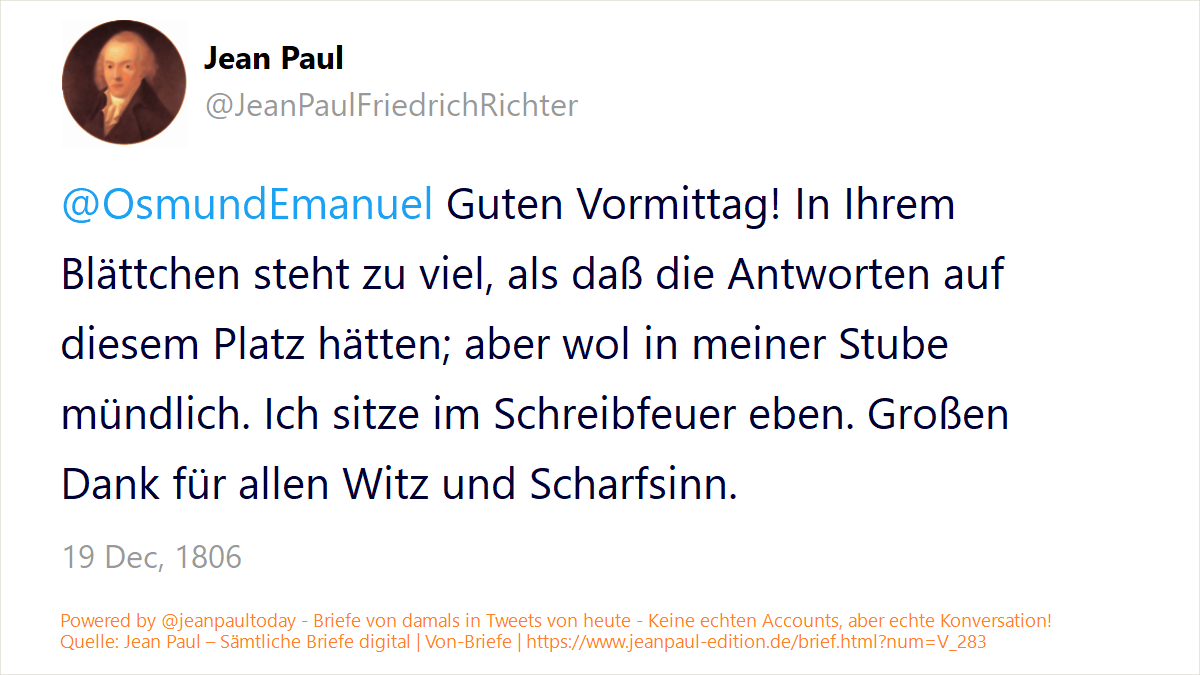 Jean Paul
@JeanPaulFriedrichRichter
@OsmundEmanuel Guten Vormittag! In Ihrem
Blättchen steht zu viel, als daß die Antworten auf
diesem Platz hätten; aber wol in meiner Stube
mündlich. Ich sitze im Schreibfeuer eben. Großen
Dank für allen Witz und Scharfsinn.
19 Dec, 1806
Powered by @jeanpaultoday - Briefe von damals in Tweets von heute - Keine echten Accounts, aber echte Konversation!
Quelle: Jean Paul – Sämtliche Briefe digital | Von-Briefe | https://www.jeanpaul-edition.de/brief.html?num=V_283